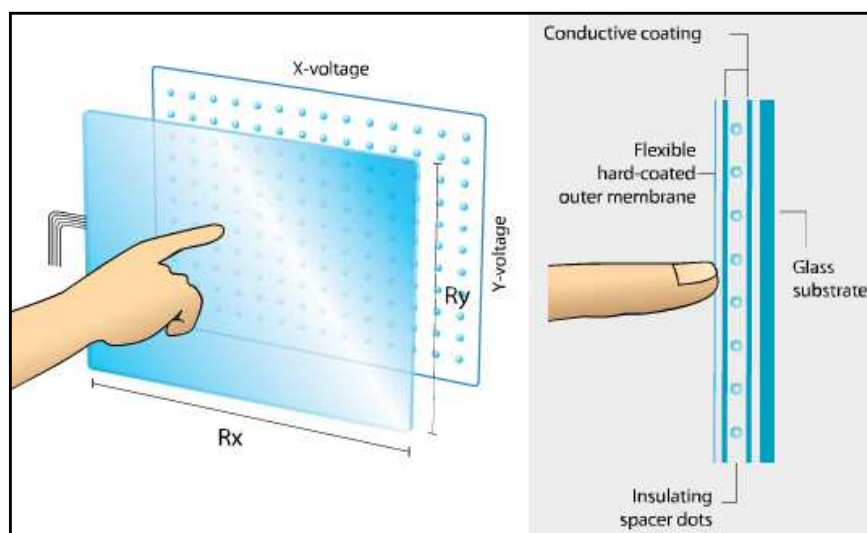 X-voltage
Y-voltage
Ry
Rx
Conductive coating
Flexible
hard-coated
outer membrane
Glass
substrate
Insulating
spacer dots